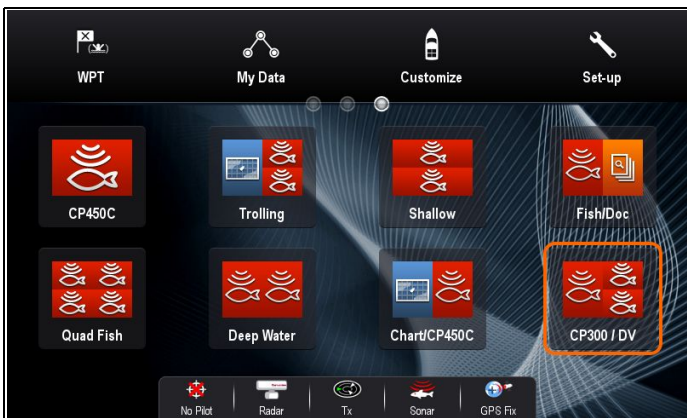 WPT
My Data
Customize
Set-up
CP450C
Trolling
Shallow
Fish/Doc
Quad Fish
Deep Water
Chart/CP450C
CP300 / DV
No Pilot
Radar
Tx
Sonar
GPS Fix